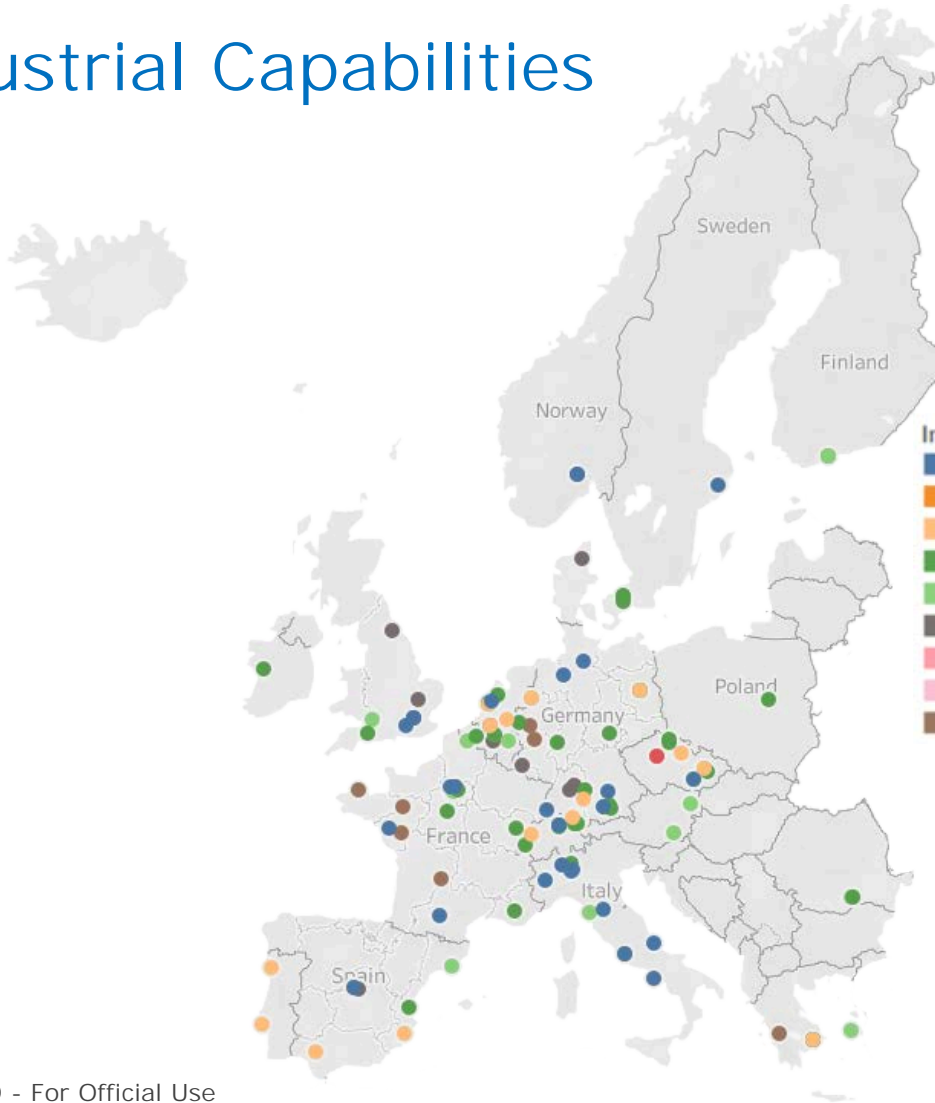 ustrial Capabilities
Sweden
Finland
Norway
Poland
Germany
France
Italy
Spain
- For Official Use